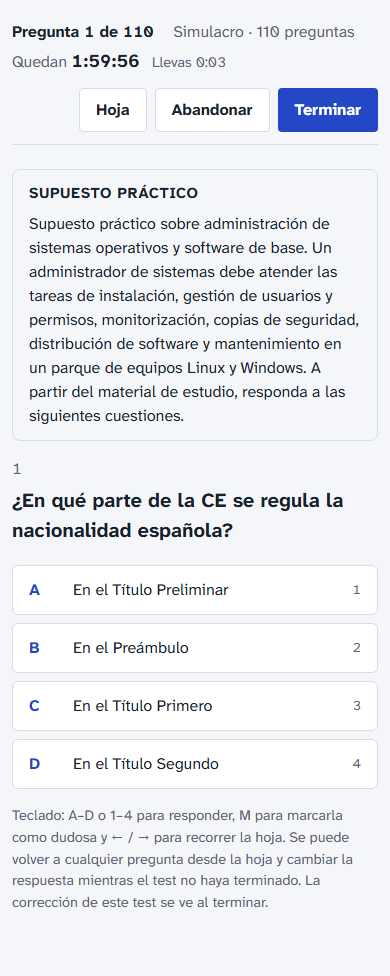 Pregunta 1 de 110 Simulacro · 110 preguntas
Quedan 1:59:56 Llevas 0:03
Hoja Abandonar Terminar
SUPUESTO PRÁCTICO
Supuesto práctico sobre administración de
sistemas operativos y software de base. Un
administrador de sistemas debe atender las
tareas de instalación, gestión de usuarios y
permisos, monitorización, copias de seguridad,
distribución de software y mantenimiento en
un parque de equipos Linux y Windows. A
partir del material de estudio, responda a las
siguientes cuestiones.
1
¿En qué parte de la CE se regula la
nacionalidad española?
A En el Título Preliminar 1
B En el Preámbulo 2
C En el Título Primero 3
D En el Título Segundo 4
Teclado: A–D o 1–4 para responder, M para marcarla
como dudosa y ← / → para recorrer la hoja. Se puede
volver a cualquier pregunta desde la hoja y cambiar la
respuesta mientras el test no haya terminado. La
corrección de este test se ve al terminar.